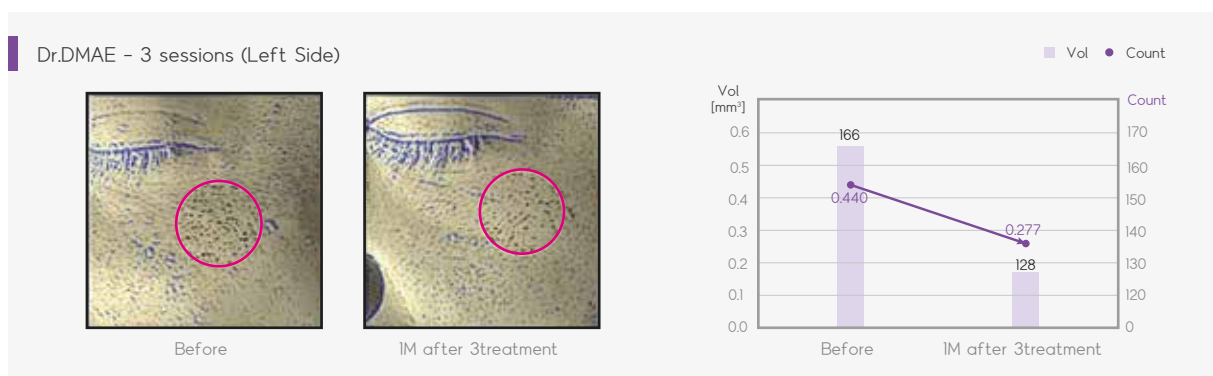 Dr.DMAE - 3 sessions (Left Side)
Vol
Count
Vol
[mm³]
Count
0.6
0.5
0.4
0.3
0.2
0.1
0.0
166
0.440
0.277
128
170
160
150
140
130
120
0
Before
1M after 3treatment
Before
1M after 3treatment